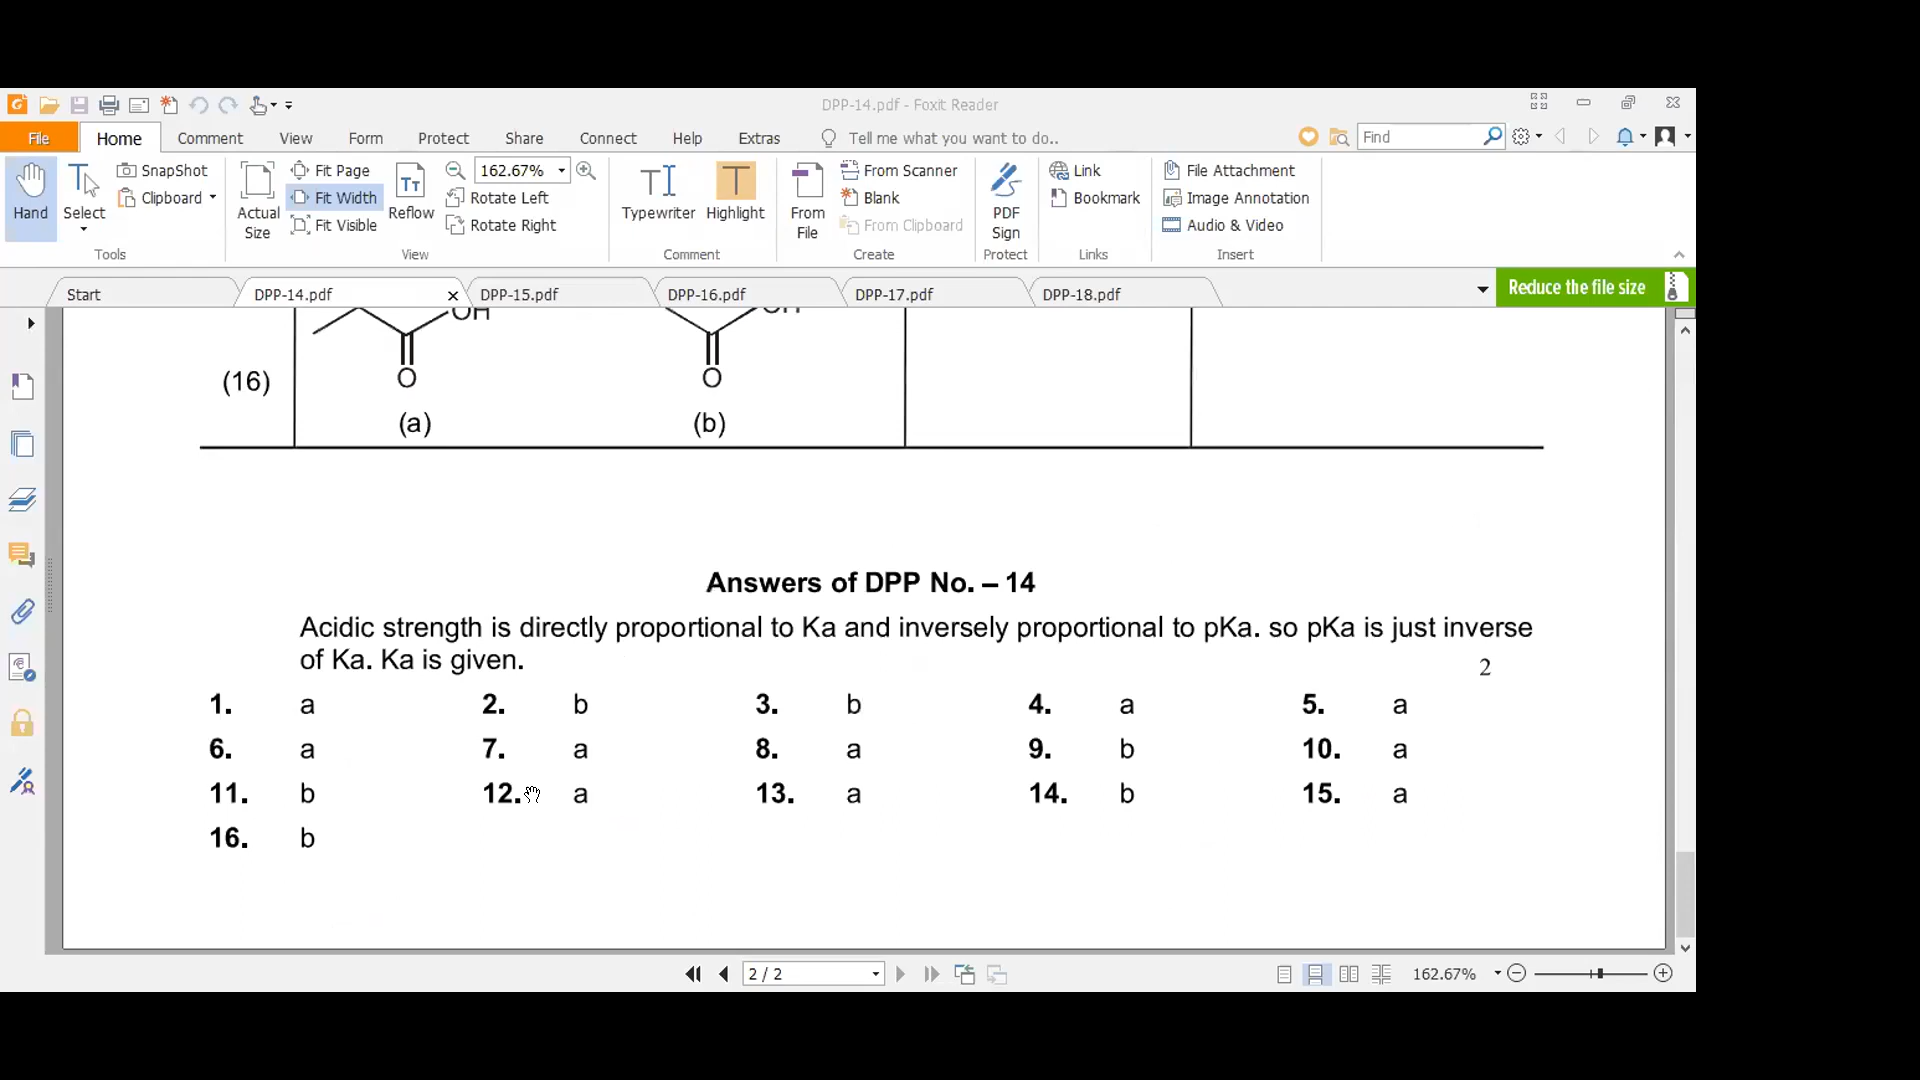 DPP-14.pdf - Foxit Reader
File Home Comment View Form Protect Share Connect Help Extras Tell me what you want to do.. Find
Hand Select SnapShot Clipboard Actual Size Fit Page Fit Width Fit Visible Reflow 162.67% Rotate Left Rotate Right Typewriter Highlight From File From Scanner Blank From Clipboard PDF Sign Link Bookmark File Attachment Image Annotation Audio & Video
Tools View Comment Create Protect Links Insert
Start DPP-14.pdf DPP-15.pdf DPP-16.pdf DPP-17.pdf DPP-18.pdf Reduce the file size
OH OH
(16) O O
(a) (b)
Answers of DPP No. – 14
Acidic strength is directly proportional to Ka and inversely proportional to pKa. so pKa is just inverse
of Ka. Ka is given.
2
1. a 2. b 3. b 4. a 5. a
6. a 7. a 8. a 9. b 10. a
11. b 12. a 13. a 14. b 15. a
16. b
2 / 2 162.67%